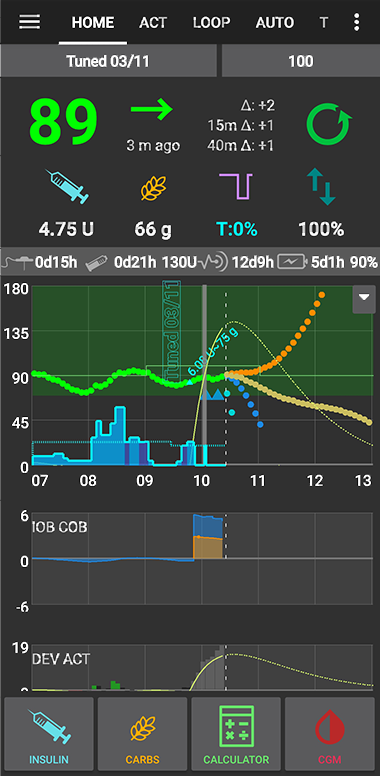 HOME ACT LOOP AUTO T
Tuned 03/11 100
89
Δ: +2
15m Δ: +1
3 m ago 40m Δ: +1
4.75 U 66 g T:0% 100%
0d15h 0d21h 130U 12d9h 5d1h 90%
180
135
90
45
0
Tuned 03/11
6.08 U~75 g
07 08 09 10 11 12 13
6
IOB COB
0
-6
19
DEV ACT
0
INSULIN CARBS CALCULATOR CGM